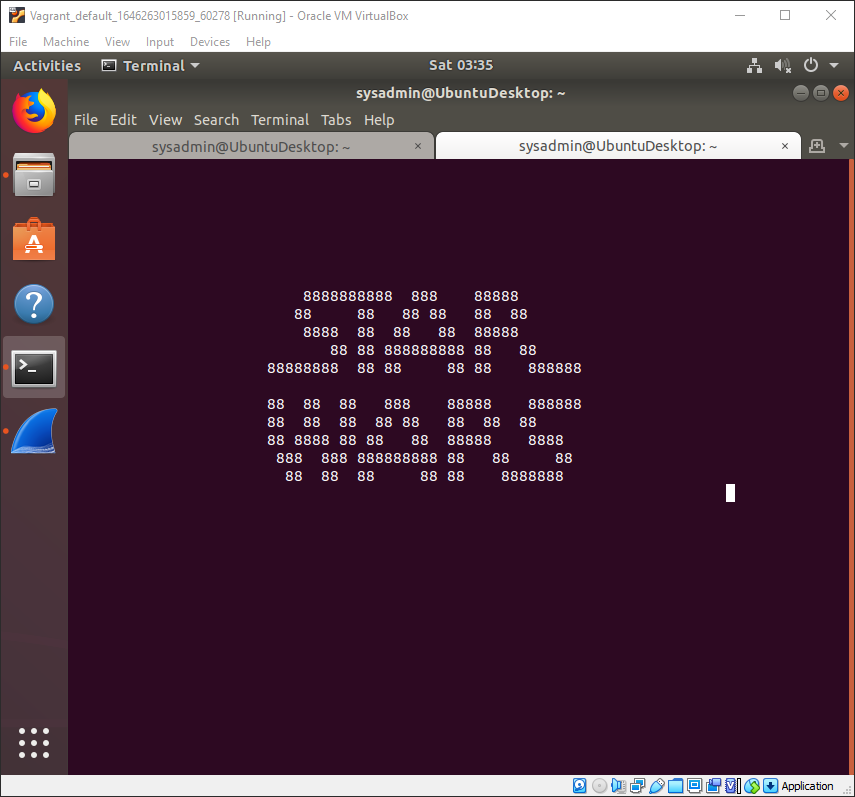 Vagrant_default_1646263015859_60278 [Running] - Oracle VM VirtualBox
File Machine View Input Devices Help
Activities Terminal Sat 03:35
sysadmin@UbuntuDesktop: ~
File Edit View Search Terminal Tabs Help
sysadmin@UbuntuDesktop: ~ × sysadmin@UbuntuDesktop: ~ ×
    8888888888  888    88888
   88     88   88 88   88  88
    8888  88  88   88  88888
       88 88 888888888 88   88
88888888  88 88     88 88    888888
88  88  88   888    88888    888888
88  88  88  88 88   88  88  88
88 8888 88 88   88  88888    8888
 888  888 888888888 88   88     88
  88  88  88     88 88    8888888
Application